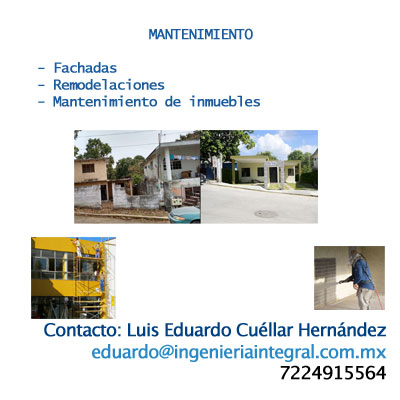 MANTENIMIENTO
- Fachadas
- Remodelaciones
- Mantenimiento de inmuebles
Contacto: Luis Eduardo Cuéllar Hernández
eduardo@ingenieriaintegral.com.mx
7224915564